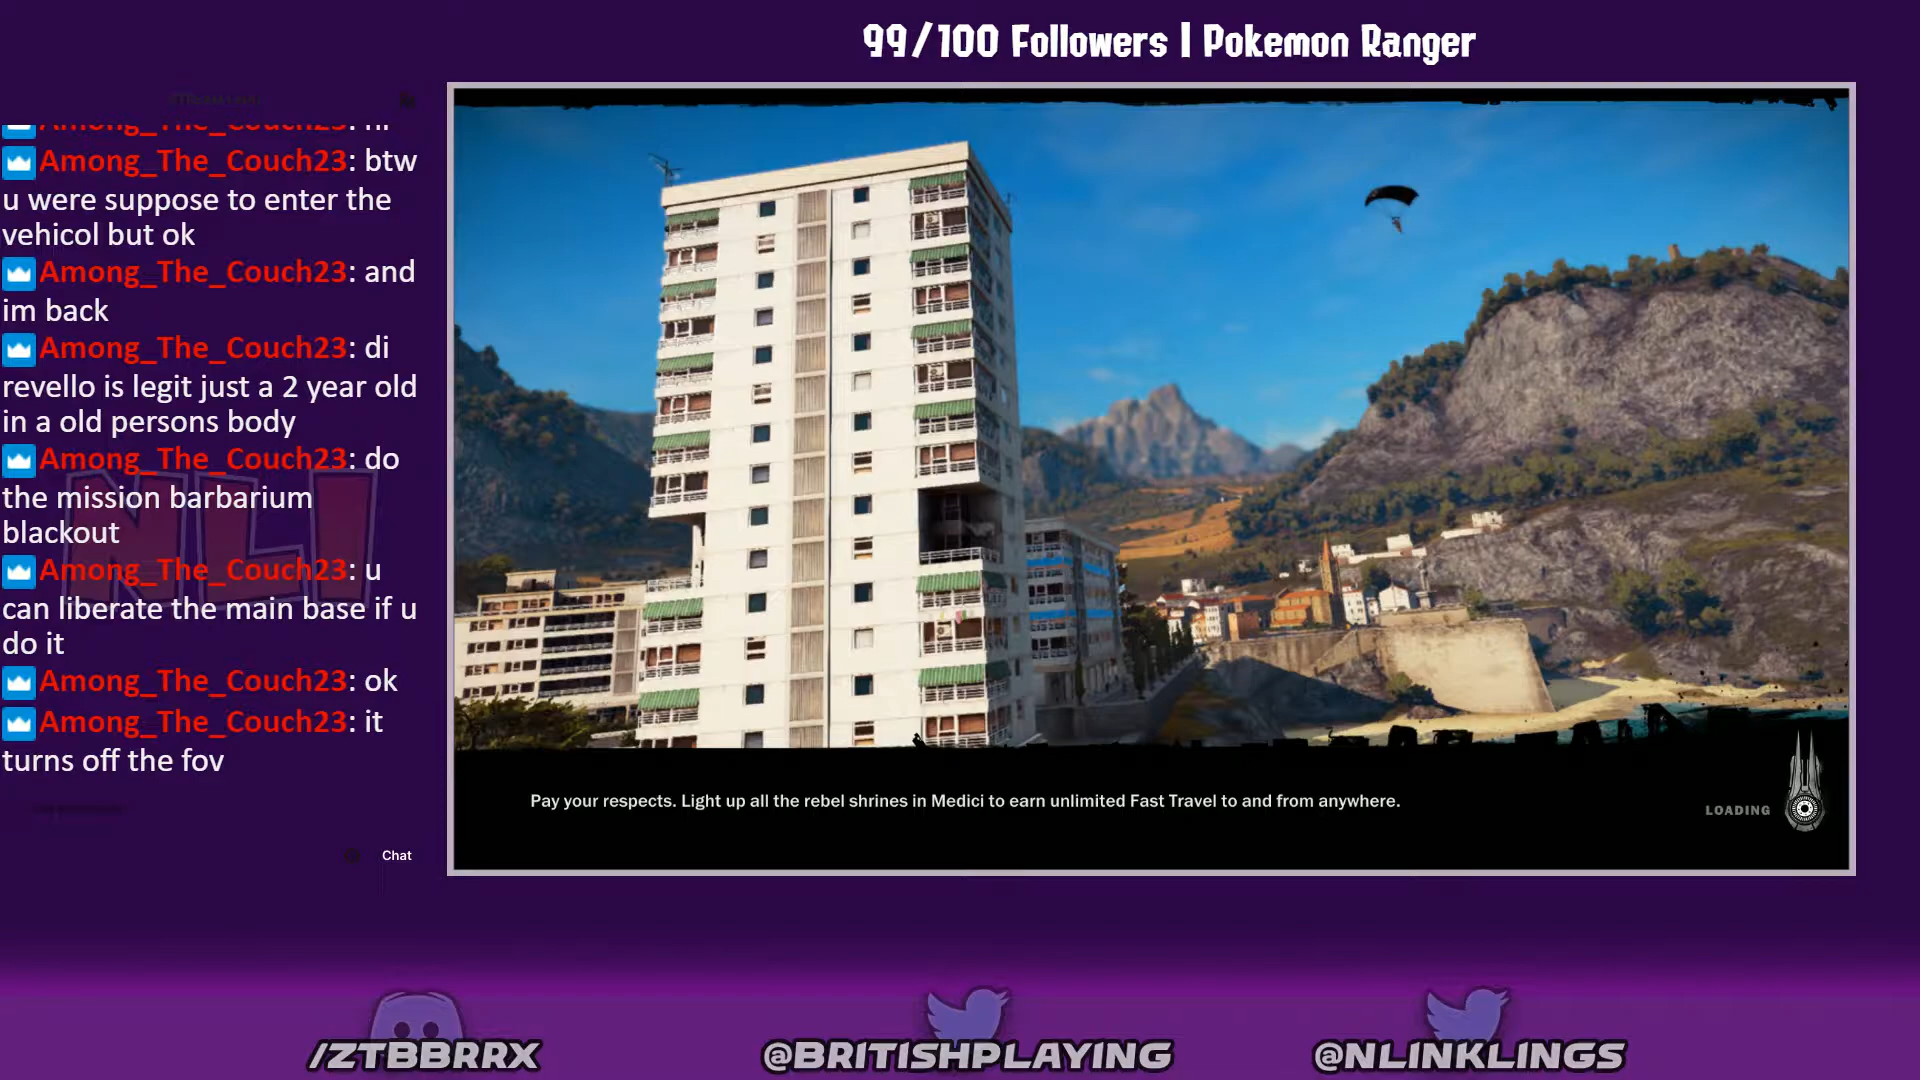 99/100 Followers | Pokemon Ranger
Among_The_Couch23: hi
Among_The_Couch23: btw
u were suppose to enter the
vehicol but ok
Among_The_Couch23: and
im back
Among_The_Couch23: di
revello is legit just a 2 year old
in a old persons body
Among_The_Couch23: do
the mission barbarium
blackout
Among_The_Couch23: u
can liberate the main base if u
do it
Among_The_Couch23: ok
Among_The_Couch23: it
turns off the fov
NLI
Chat
Pay your respects. Light up all the rebel shrines in Medici to earn unlimited Fast Travel to and from anywhere.
LOADING
/ZTBBRRX
@BRITISHPLAYING
@NLINKLINGS